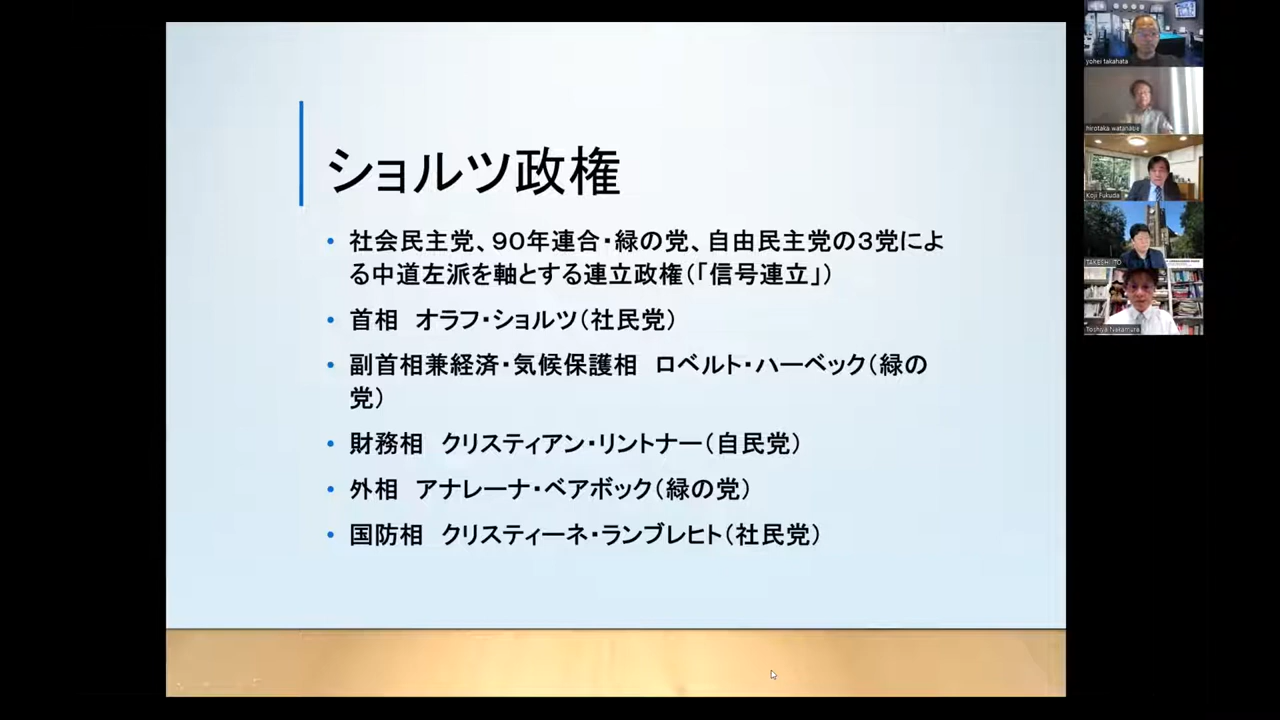 ショルツ政権
• 社会民主党、90年連合・緑の党、自由民主党の3党によ
る中道左派を軸とする連立政権(「信号連立」)
• 首相　オラフ・ショルツ(社民党)
• 副首相兼経済・気候保護相　ロベルト・ハーベック(緑の
党)
• 財務相　クリスティアン・リントナー(自民党)
• 外相　アナレーナ・ベアボック(緑の党)
• 国防相　クリスティーネ・ランブレヒト(社民党)
yohei takahata
hirotaka watanabe
Koji Fukuda
TAKESHI ITO
Toshiya Nakamura